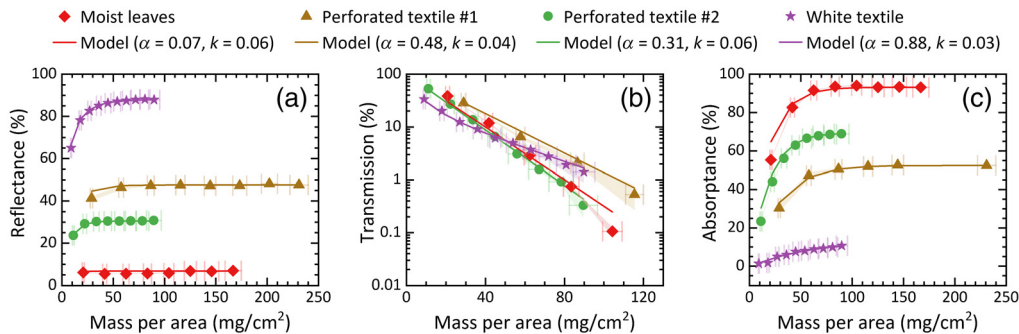 Moist leaves Perforated textile #1 Perforated textile #2 White textile
Model (α = 0.07, k = 0.06) Model (α = 0.48, k = 0.04) Model (α = 0.31, k = 0.06) Model (α = 0.88, k = 0.03)
(a)
Reflectance (%)
100
80
60
40
20
0
0 50 100 150 200 250
Mass per area (mg/cm²)
(b)
Transmission (%)
100
10
1
0.1
0.01
0 40 80 120
Mass per area (mg/cm²)
(c)
Absorptance (%)
100
80
60
40
20
0
0 50 100 150 200 250
Mass per area (mg/cm²)